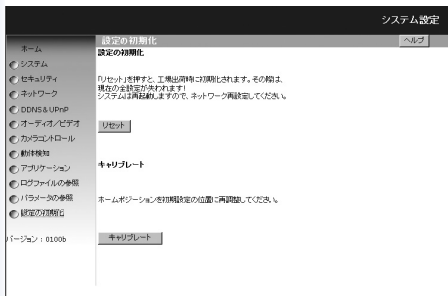 システム設定
ホーム
システム
セキュリティ
ネットワーク
DDNS&UPnP
オーディオ/ビデオ
カメラコントロール
動体検知
アプリケーション
ログファイルの参照
パラメータの参照
設定の初期化
バージョン：0100b
設定の初期化
ヘルプ
設定の初期化
「リセット」を押すと、工場出荷時に初期化されます。その際は、
現在の全設定が失われます!
システムは再起動しますので、ネットワーク再設定してください。
リセット
キャリブレート
ホームポジションを初期設定の位置に再調整してください。
キャリブレート